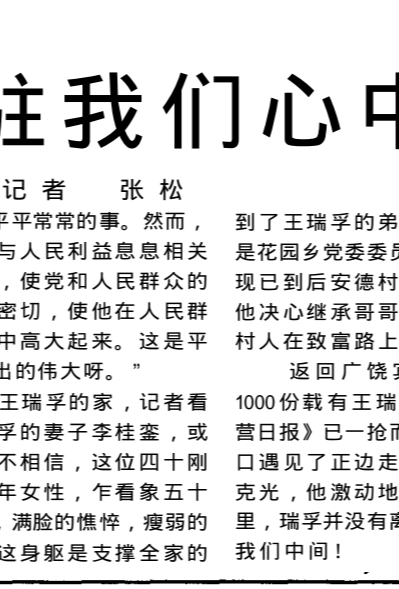 驻我们心中
记者 张松
平平常常的事。然而，
与人民利益息息相关
，使党和人民群众的
密切，使他在人民群
中高大起来。这是平
出的伟大呀。”
王瑞孚的家，记者看
孚的妻子李桂銮，或
不相信，这位四十刚
年女性，乍看象五十
，满脸的憔悴，瘦弱的
这身躯是支撑全家的
到了王瑞孚的弟
是花园乡党委委员
现已到后安德村
他决心继承哥哥
村人在致富路上
返回广饶宾
1000份载有王瑞
营日报》已一抢而
口遇见了正边走
克光，他激动地
里，瑞孚并没有离
我们中间！